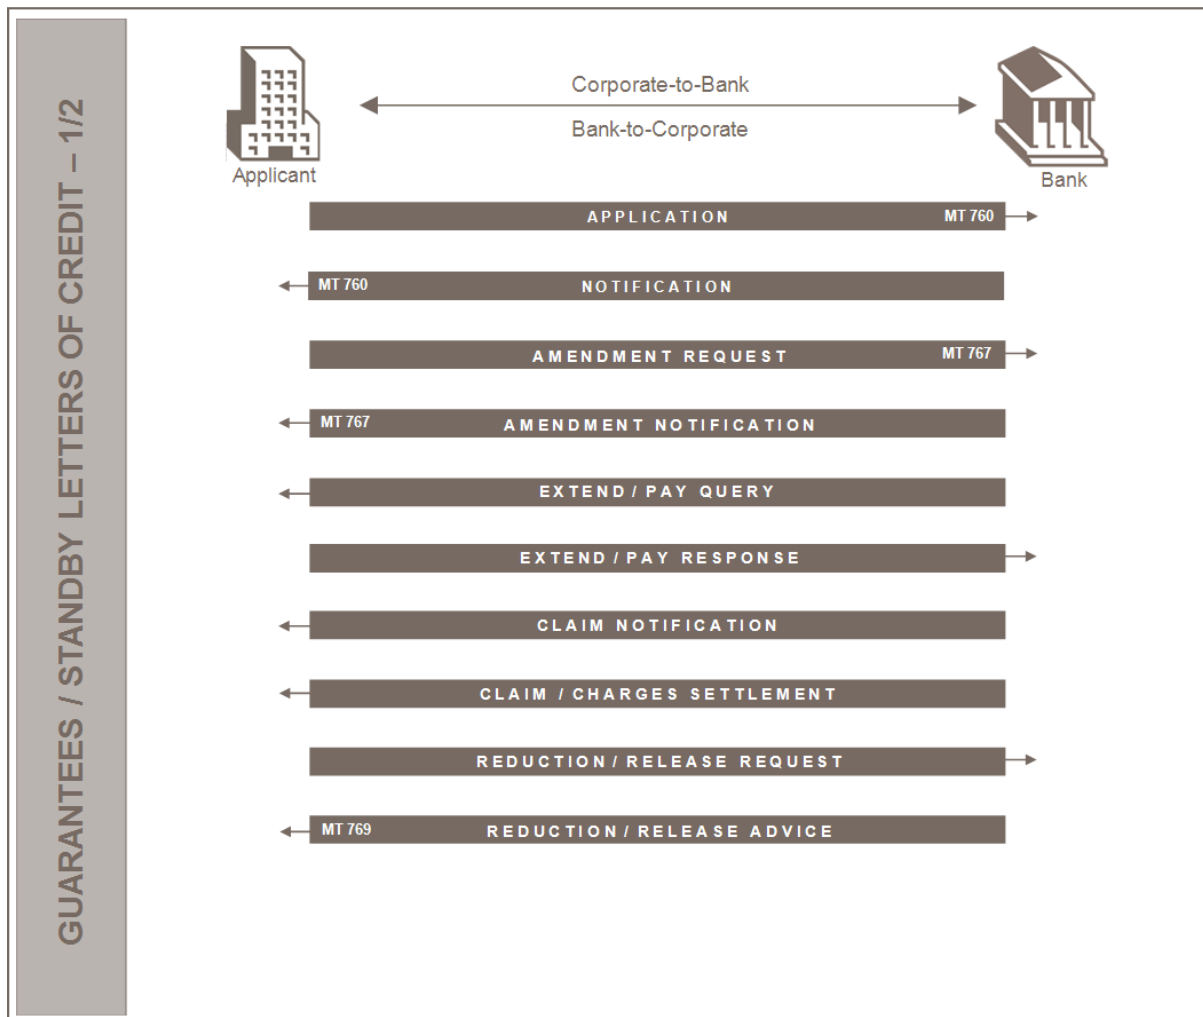 GUARANTEES / STANDBY LETTERS OF CREDIT – 1/2
Corporate-to-Bank
Bank-to-Corporate
Applicant
Bank
APPLICATION MT 760
MT 760 NOTIFICATION
AMENDMENT REQUEST MT 767
MT 767 AMENDMENT NOTIFICATION
EXTEND / PAY QUERY
EXTEND / PAY RESPONSE
CLAIM NOTIFICATION
CLAIM / CHARGES SETTLEMENT
REDUCTION / RELEASE REQUEST
MT 769 REDUCTION / RELEASE ADVICE